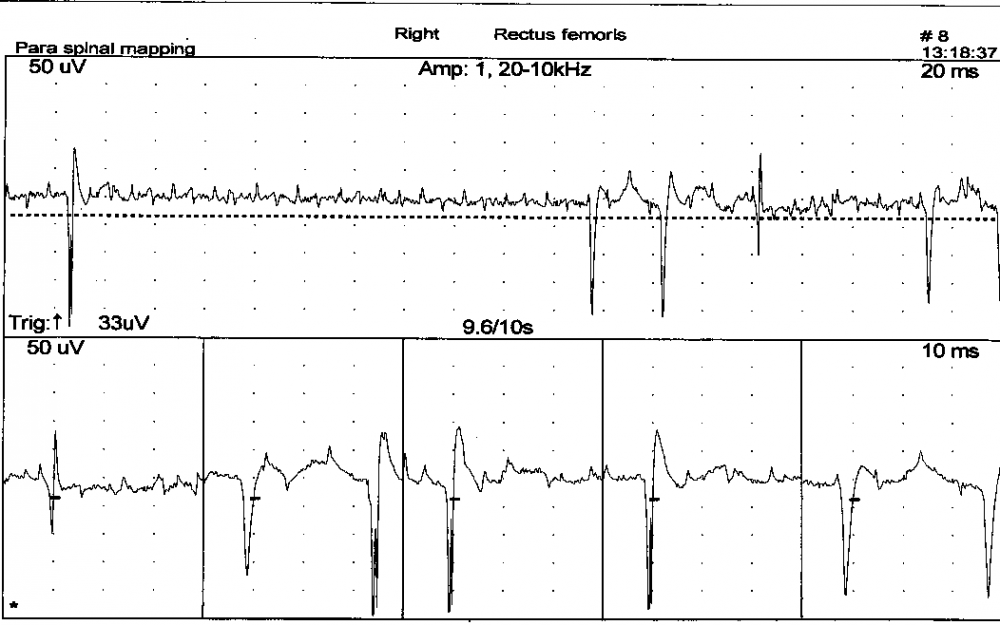 Right Rectus femoris # 8
Para spinal mapping 13:18:37
50 uV Amp: 1, 20-10kHz 20 ms
Trig:↑ 33uV 9.6/10s
50 uV 10 ms
*